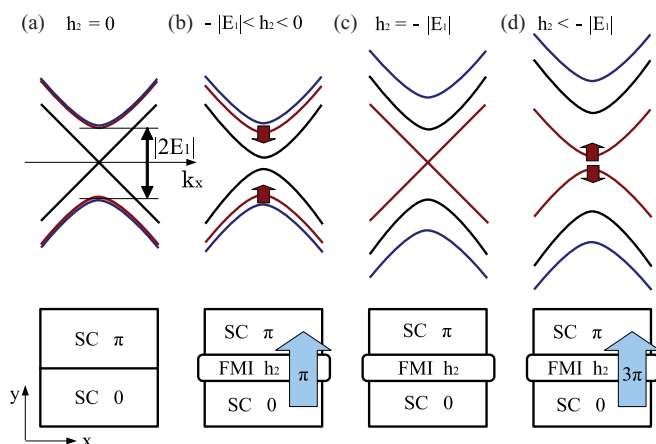 (a) h₂ = 0
(b) - |E₁|< h₂ < 0
(c) h₂ = - |E₁|
(d) h₂ < - |E₁|
|2E₁|
kₓ
SC π
SC 0
SC π
FMI h₂
SC 0
π
SC π
FMI h₂
SC 0
SC π
FMI h₂
SC 0
3π
y
x